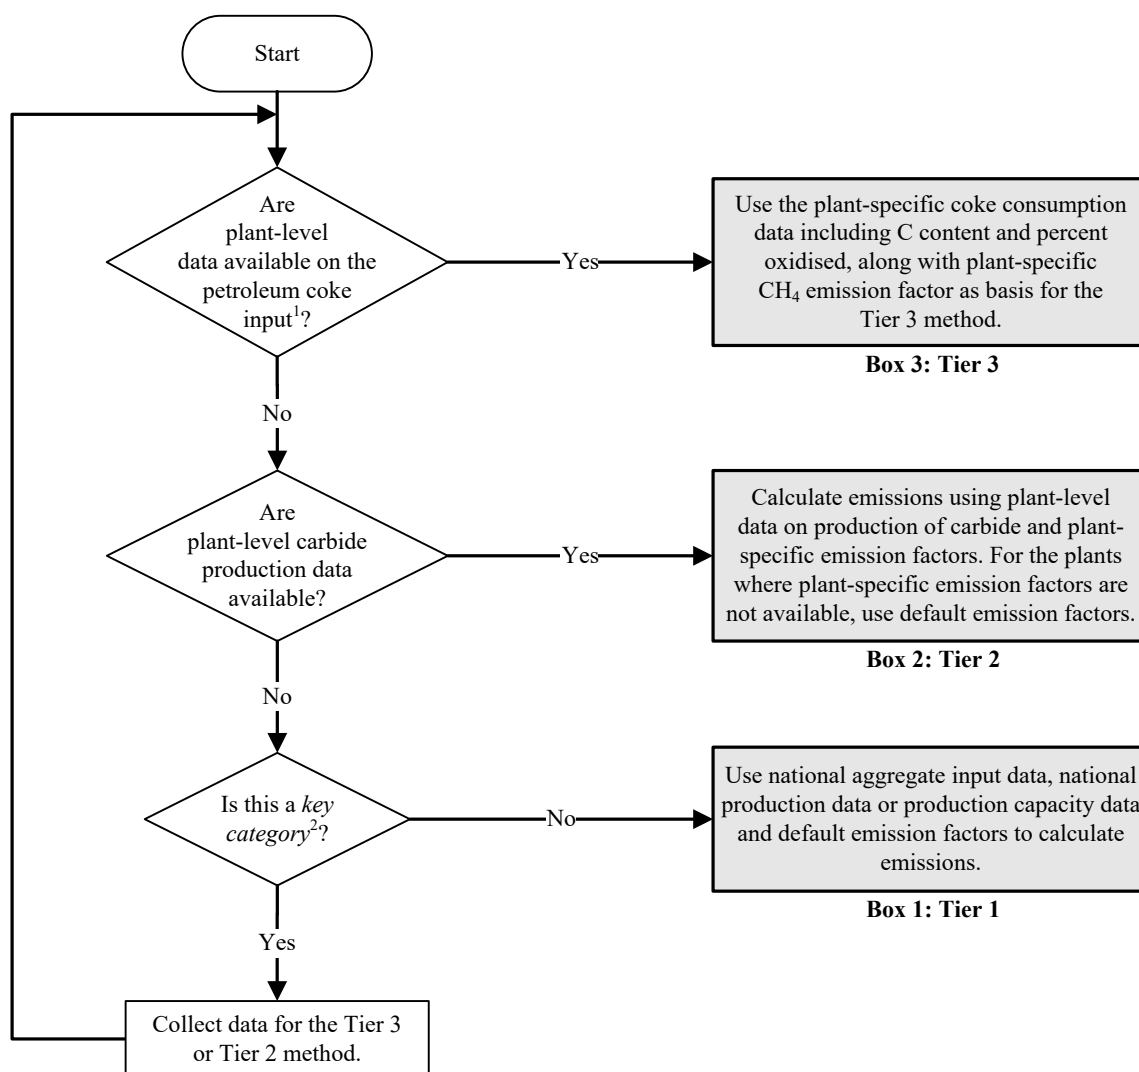 Start
Are
plant-level
data available on the
petroleum coke
input¹?
Yes
Use the plant-specific coke consumption
data including C content and percent
oxidised, along with plant-specific
CH₄ emission factor as basis for the
Tier 3 method.
Box 3: Tier 3
No
Are
plant-level carbide
production data
available?
Yes
Calculate emissions using plant-level
data on production of carbide and plant-
specific emission factors. For the plants
where plant-specific emission factors are
not available, use default emission factors.
Box 2: Tier 2
No
Is this a key
category²?
No
Use national aggregate input data, national
production data or production capacity data
and default emission factors to calculate
emissions.
Box 1: Tier 1
Yes
Collect data for the Tier 3
or Tier 2 method.